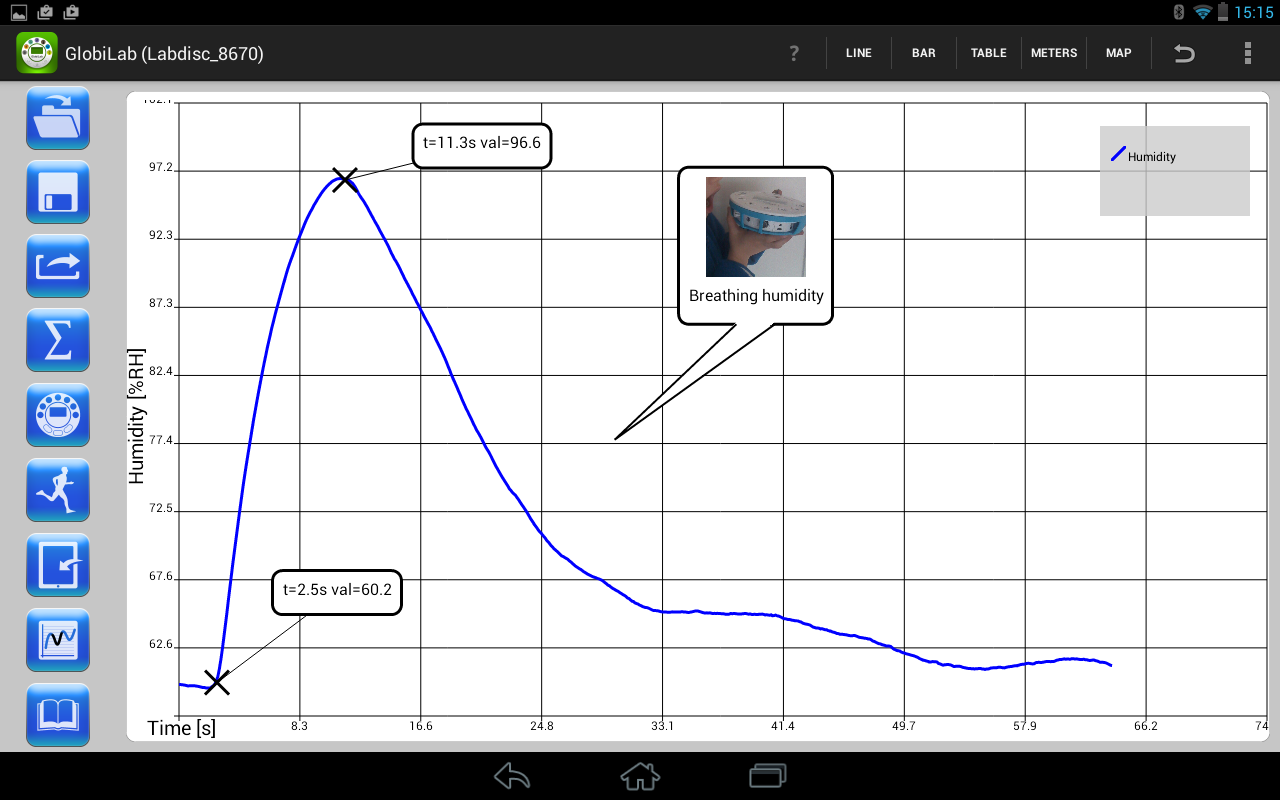 15:15
GlobiLab (Labdisc_8670)
?
LINE
BAR
TABLE
METERS
MAP
102.1
t=11.3s val=96.6
Humidity
97.2
92.3
Breathing humidity
87.3
82.4
Humidity [%RH]
77.4
72.5
67.6
t=2.5s val=60.2
62.6
Time [s]
8.3
16.6
24.8
33.1
41.4
49.7
57.9
66.2
74
Σ